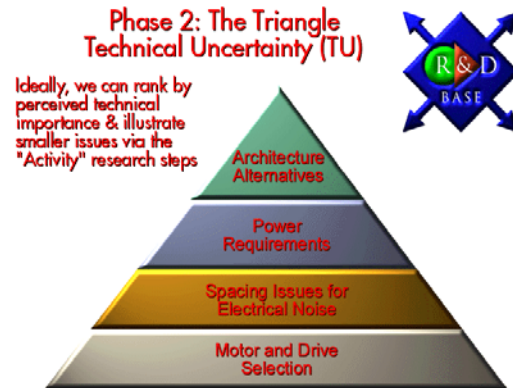 Phase 2: The Triangle
Technical Uncertainty (TU)
Ideally, we can rank by
perceived technical
importance & illustrate
smaller issues via the
"Activity" research steps
R & D
BASE
Architecture
Alternatives
Power
Requirements
Spacing Issues for
Electrical Noise
Motor and Drive
Selection